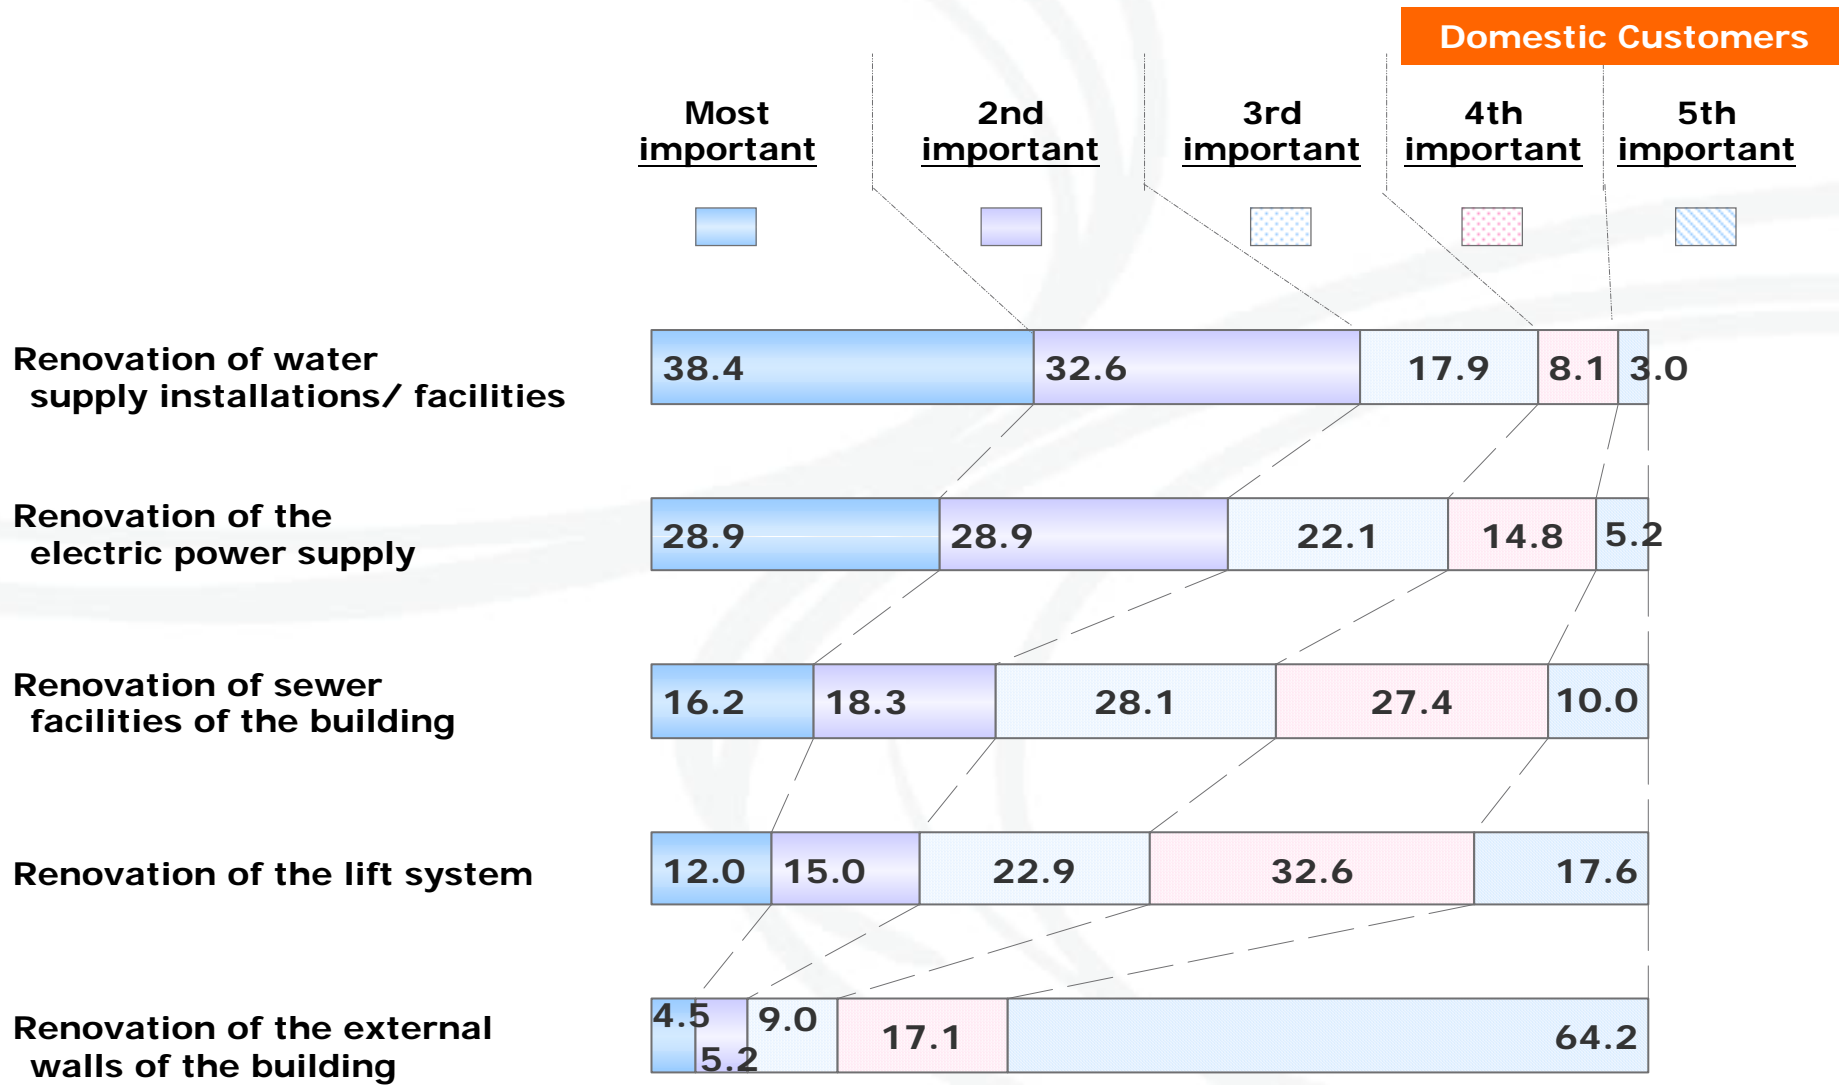 Domestic Customers
Most
important
2nd
important
3rd
important
4th
important
5th
important
Renovation of water
supply installations/ facilities
38.4
32.6
17.9
8.1
3.0
Renovation of the
electric power supply
28.9
28.9
22.1
14.8
5.2
Renovation of sewer
facilities of the building
16.2
18.3
28.1
27.4
10.0
Renovation of the lift system
12.0
15.0
22.9
32.6
17.6
Renovation of the external
walls of the building
4.5
5.2
9.0
17.1
64.2